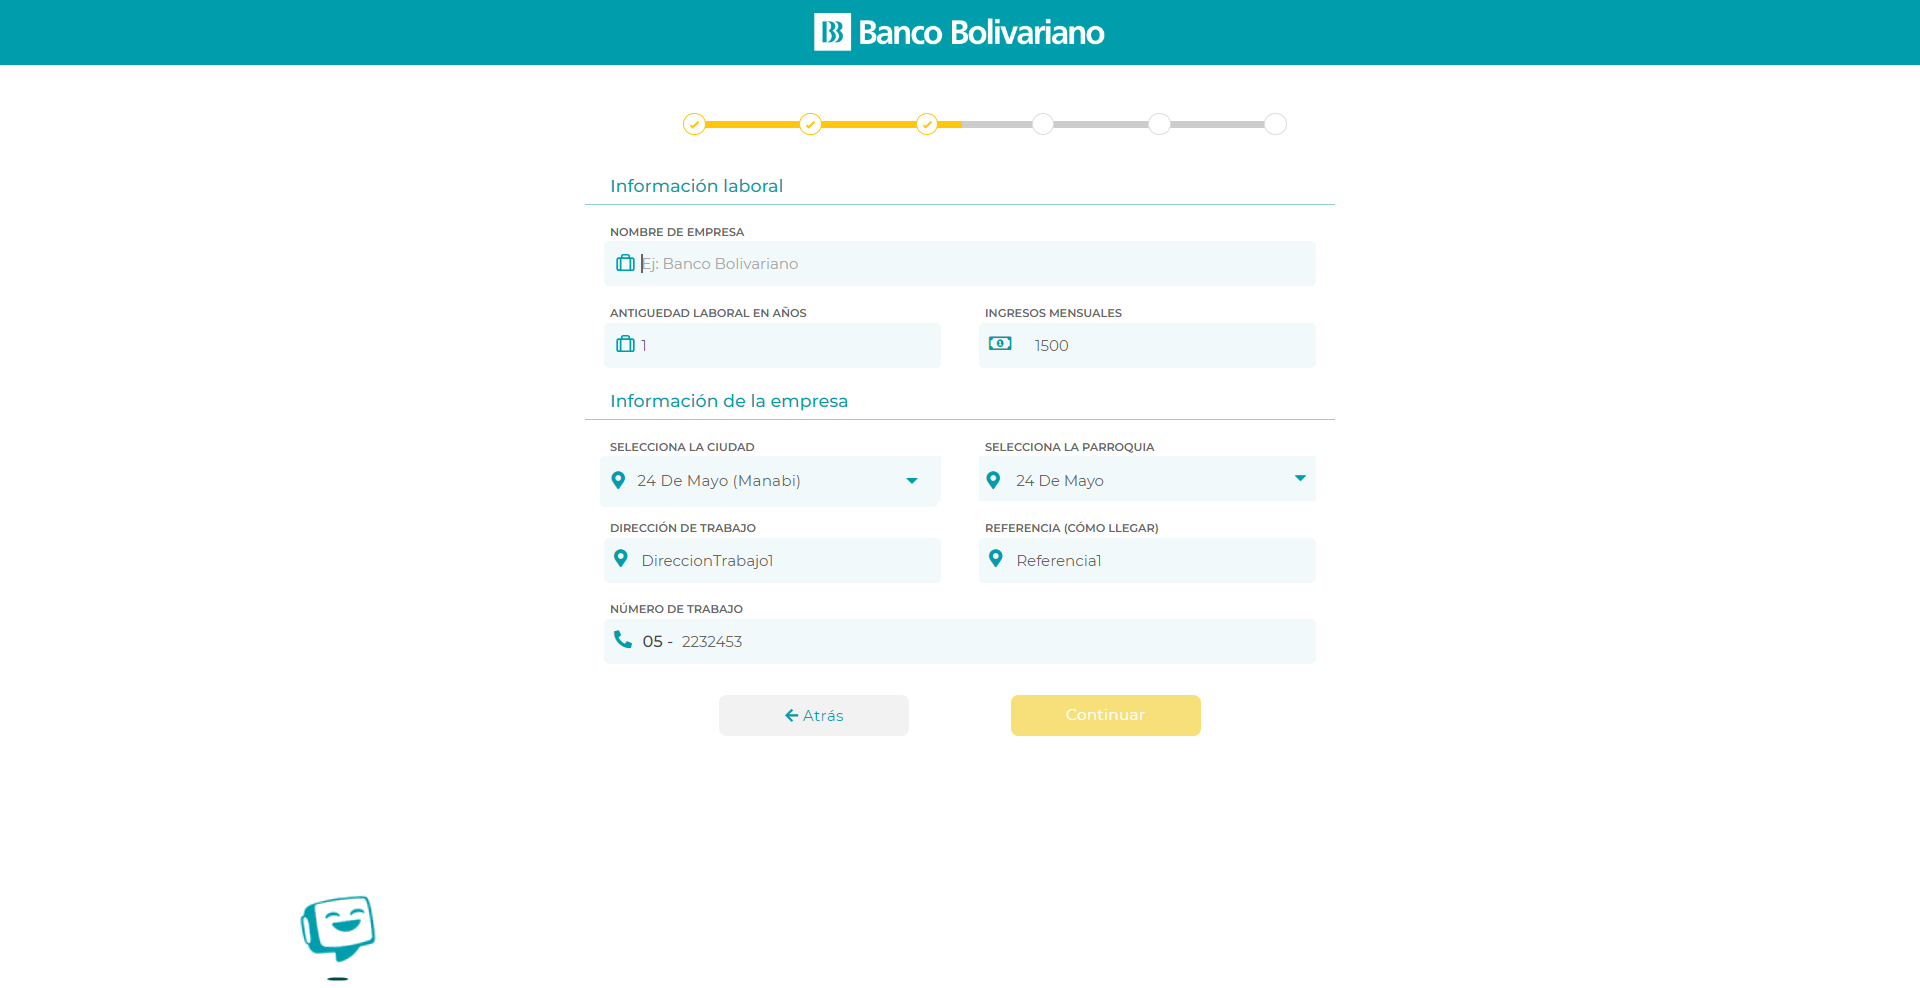 Banco Bolivariano
Información laboral
NOMBRE DE EMPRESA
Ej: Banco Bolivariano
ANTIGUEDAD LABORAL EN AÑOS
INGRESOS MENSUALES
1
1500
Información de la empresa
SELECCIONA LA CIUDAD
SELECCIONA LA PARROQUIA
24 De Mayo (Manabi)
24 De Mayo
DIRECCIÓN DE TRABAJO
REFERENCIA (CÓMO LLEGAR)
DireccionTrabajo1
Referencia1
NÚMERO DE TRABAJO
05 - 2232453
Atrás
Continuar